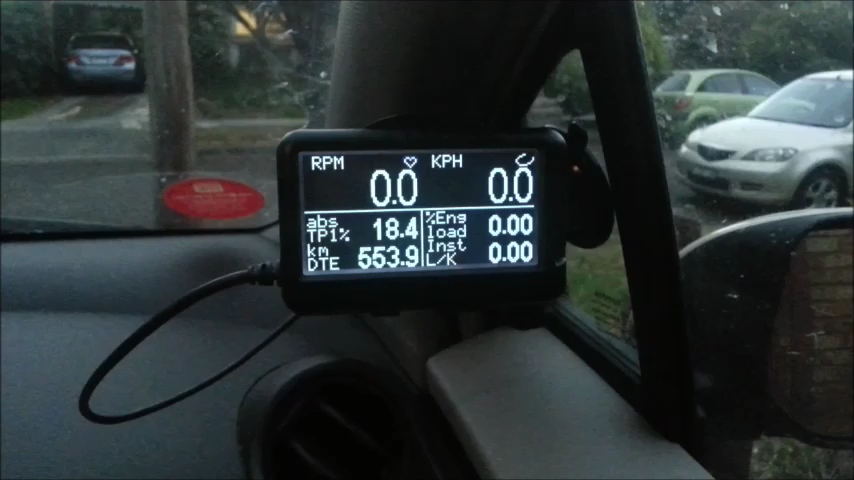 RPM KPH
0.0 0.0
abs TP1% 18.4 %Eng load 0.00
km DTE 553.9 Inst L/K 0.00